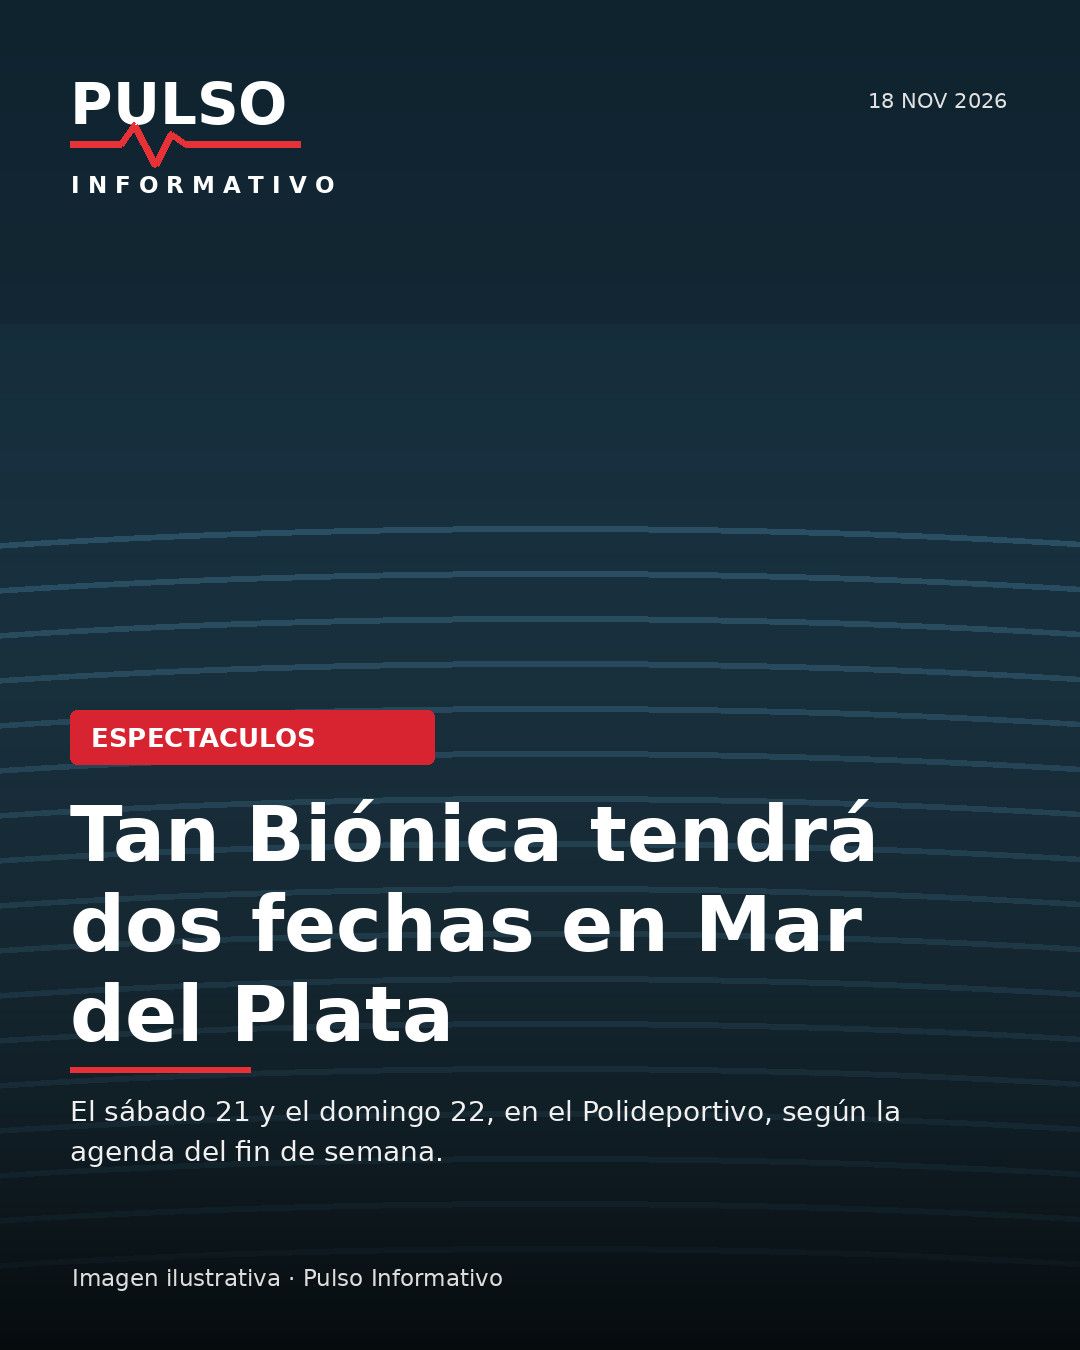 PULSO
INFORMATIVO
18 NOV 2026
ESPECTACULOS
Tan Biónica tendrá
dos fechas en Mar
del Plata
El sábado 21 y el domingo 22, en el Polideportivo, según la
agenda del fin de semana.
Imagen ilustrativa · Pulso Informativo